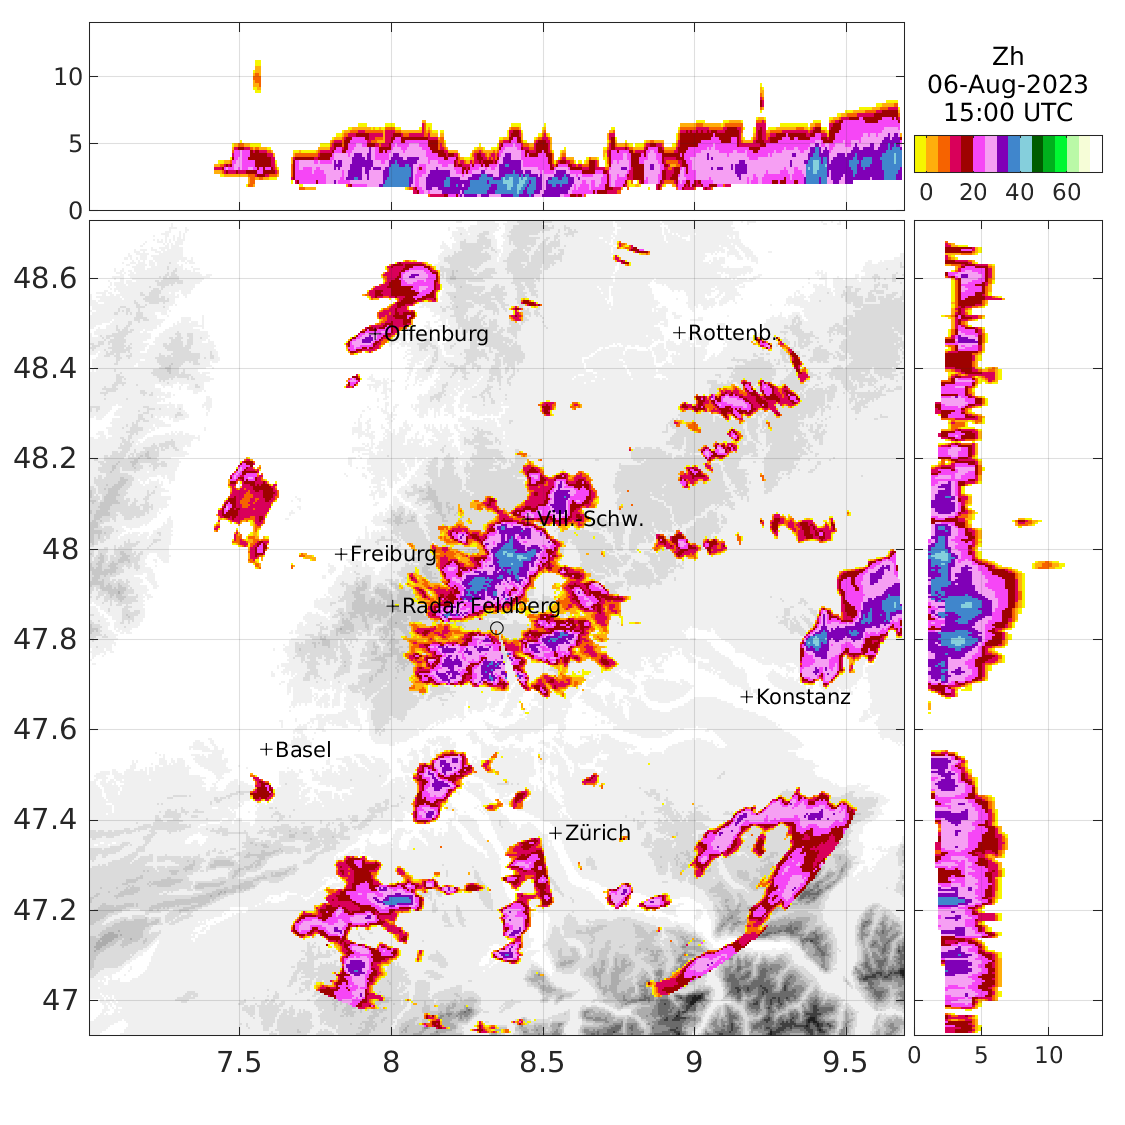 10
5
0
Zh
06-Aug-2023
15:00 UTC
0 20 40 60
48.6
48.4
48.2
48
47.8
47.6
47.4
47.2
47
+Offenburg
+Rottenb.
+Vill.-Schw.
+Freiburg
+Radar Feldberg
+Konstanz
+Basel
+Zürich
7.5 8 8.5 9 9.5
0 5 10